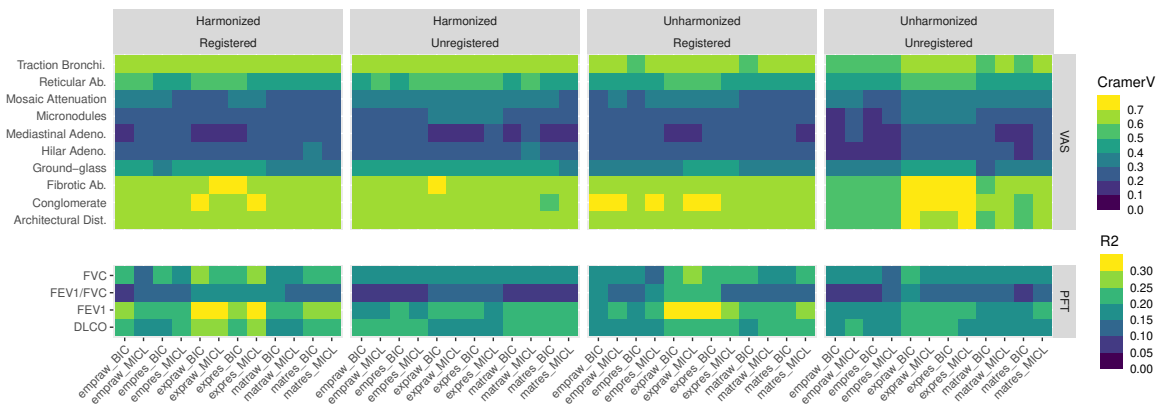 Harmonized Harmonized Unharmonized Unharmonized
Registered Unregistered Registered Unregistered
Traction Bronchi.
Reticular Ab.
Mosaic Attenuation
Micronodules
Mediastinal Adeno.
Hilar Adeno.
Ground−glass
Fibrotic Ab.
Conglomerate
Architectural Dist.
VAS
FVC
FEV1/FVC
FEV1
DLCO
PFT
empraw_BIC empraw_MICL empres_BIC empres_MICL expraw_BIC expraw_MICL expres_BIC expres_MICL matraw_BIC matraw_MICL matres_BIC matres_MICL
empraw_BIC empraw_MICL empres_BIC empres_MICL expraw_BIC expraw_MICL expres_BIC expres_MICL matraw_BIC matraw_MICL matres_BIC matres_MICL
empraw_BIC empraw_MICL empres_BIC empres_MICL expraw_BIC expraw_MICL expres_BIC expres_MICL matraw_BIC matraw_MICL matres_BIC matres_MICL
empraw_BIC empraw_MICL empres_BIC empres_MICL expraw_BIC expraw_MICL expres_BIC expres_MICL matraw_BIC matraw_MICL matres_BIC matres_MICL
CramerV
0.7
0.6
0.5
0.4
0.3
0.2
0.1
0.0
R2
0.30
0.25
0.20
0.15
0.10
0.05
0.00